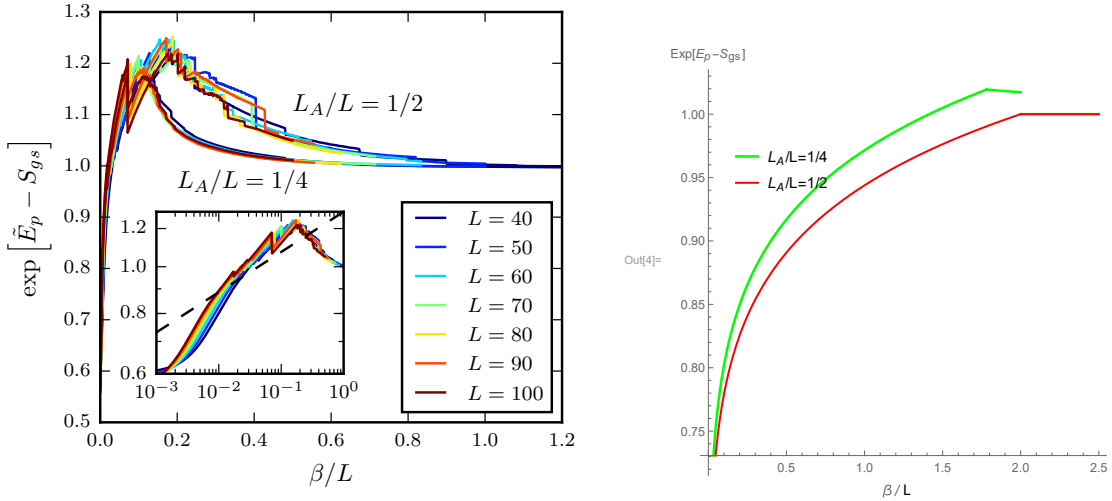 1.3
1.2
1.1
1.0
0.9
0.8
0.7
0.6
0.5
exp [Ẽ_p − S_gs]
L_A/L = 1/2
L_A/L = 1/4
1.2
1.0
0.8
0.6
10^−3 10^−2 10^−1 10^0
L = 40
L = 50
L = 60
L = 70
L = 80
L = 90
L = 100
0.0 0.2 0.4 0.6 0.8 1.0 1.2
β/L
Exp[E_p−S_gs]
1.00
0.95
0.90
0.85
0.80
0.75
L_A/L=1/4
L_A/L=1/2
Out[4]=
0.5 1.0 1.5 2.0 2.5
β/L